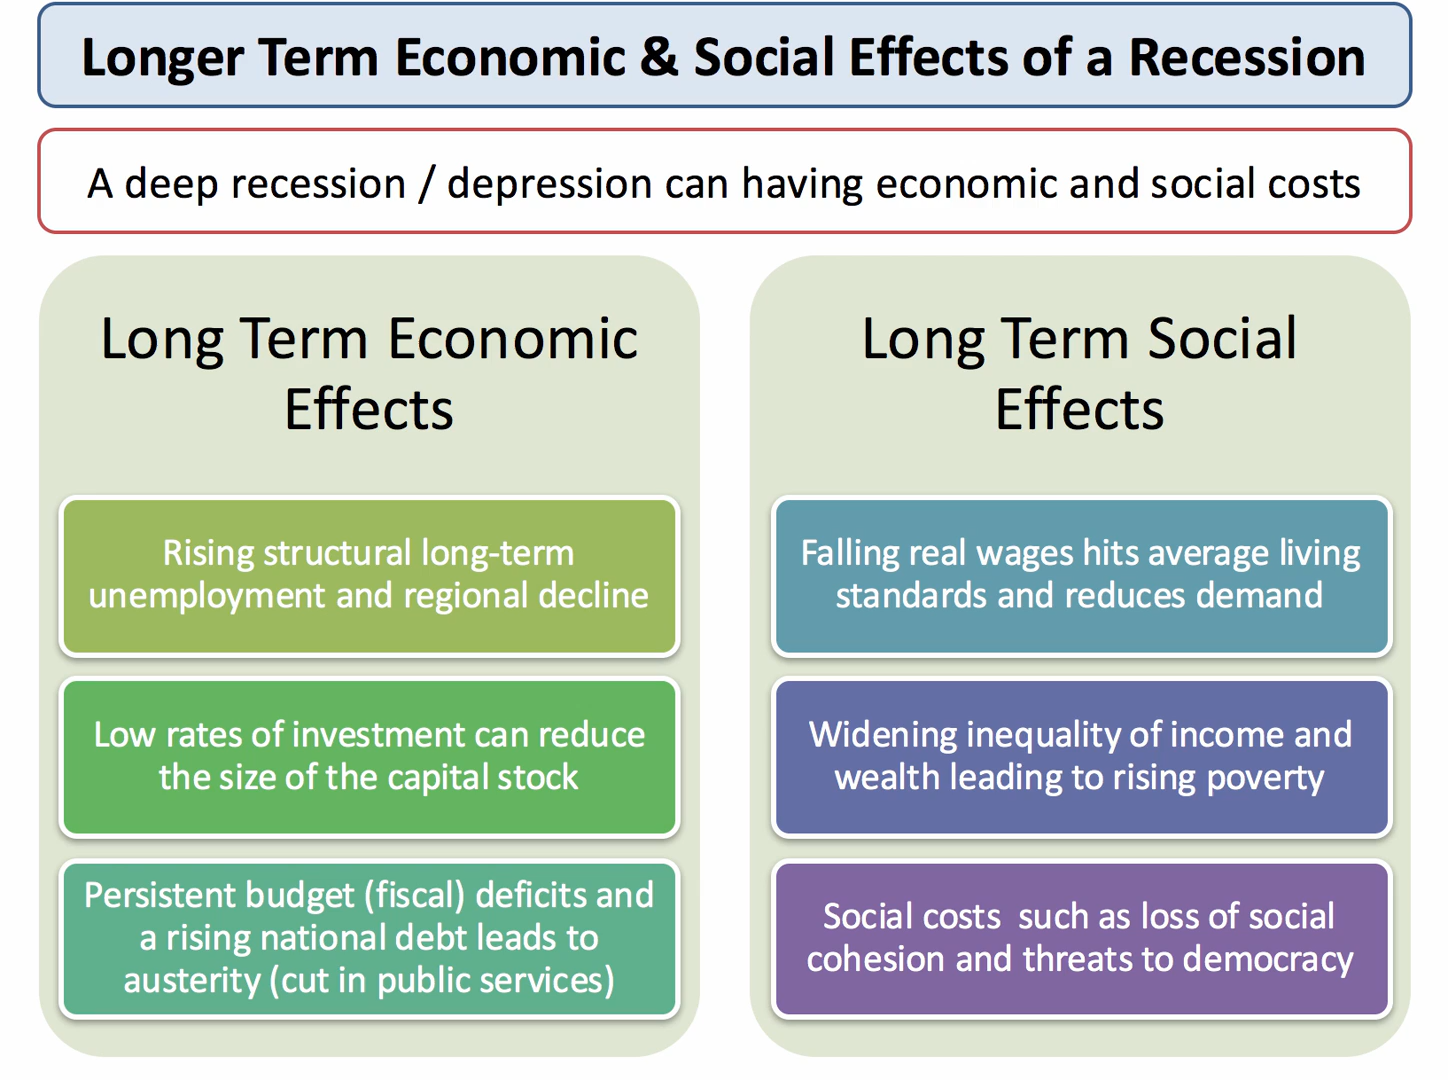 Longer Term Economic & Social Effects of a Recession
A deep recession / depression can having economic and social costs
Long Term Economic
Effects
Rising structural long-term
unemployment and regional decline
Low rates of investment can reduce
the size of the capital stock
Persistent budget (fiscal) deficits and
a rising national debt leads to
austerity (cut in public services)
Long Term Social
Effects
Falling real wages hits average living
standards and reduces demand
Widening inequality of income and
wealth leading to rising poverty
Social costs  such as loss of social
cohesion and threats to democracy